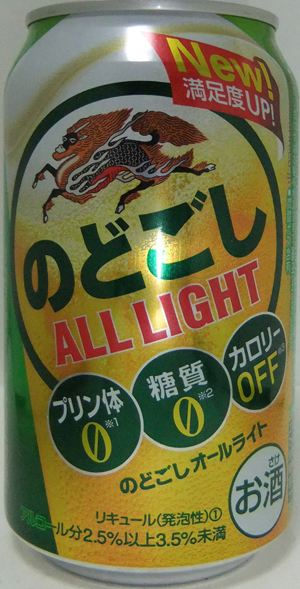 New!
満足度UP!
のどごし
ALL LIGHT
プリン体
0※1
糖質
0※2
カロリー
OFF※3
のどごしオールライト
さけ
お酒
リキュール(発泡性)①
アルコール分2.5%以上3.5%未満